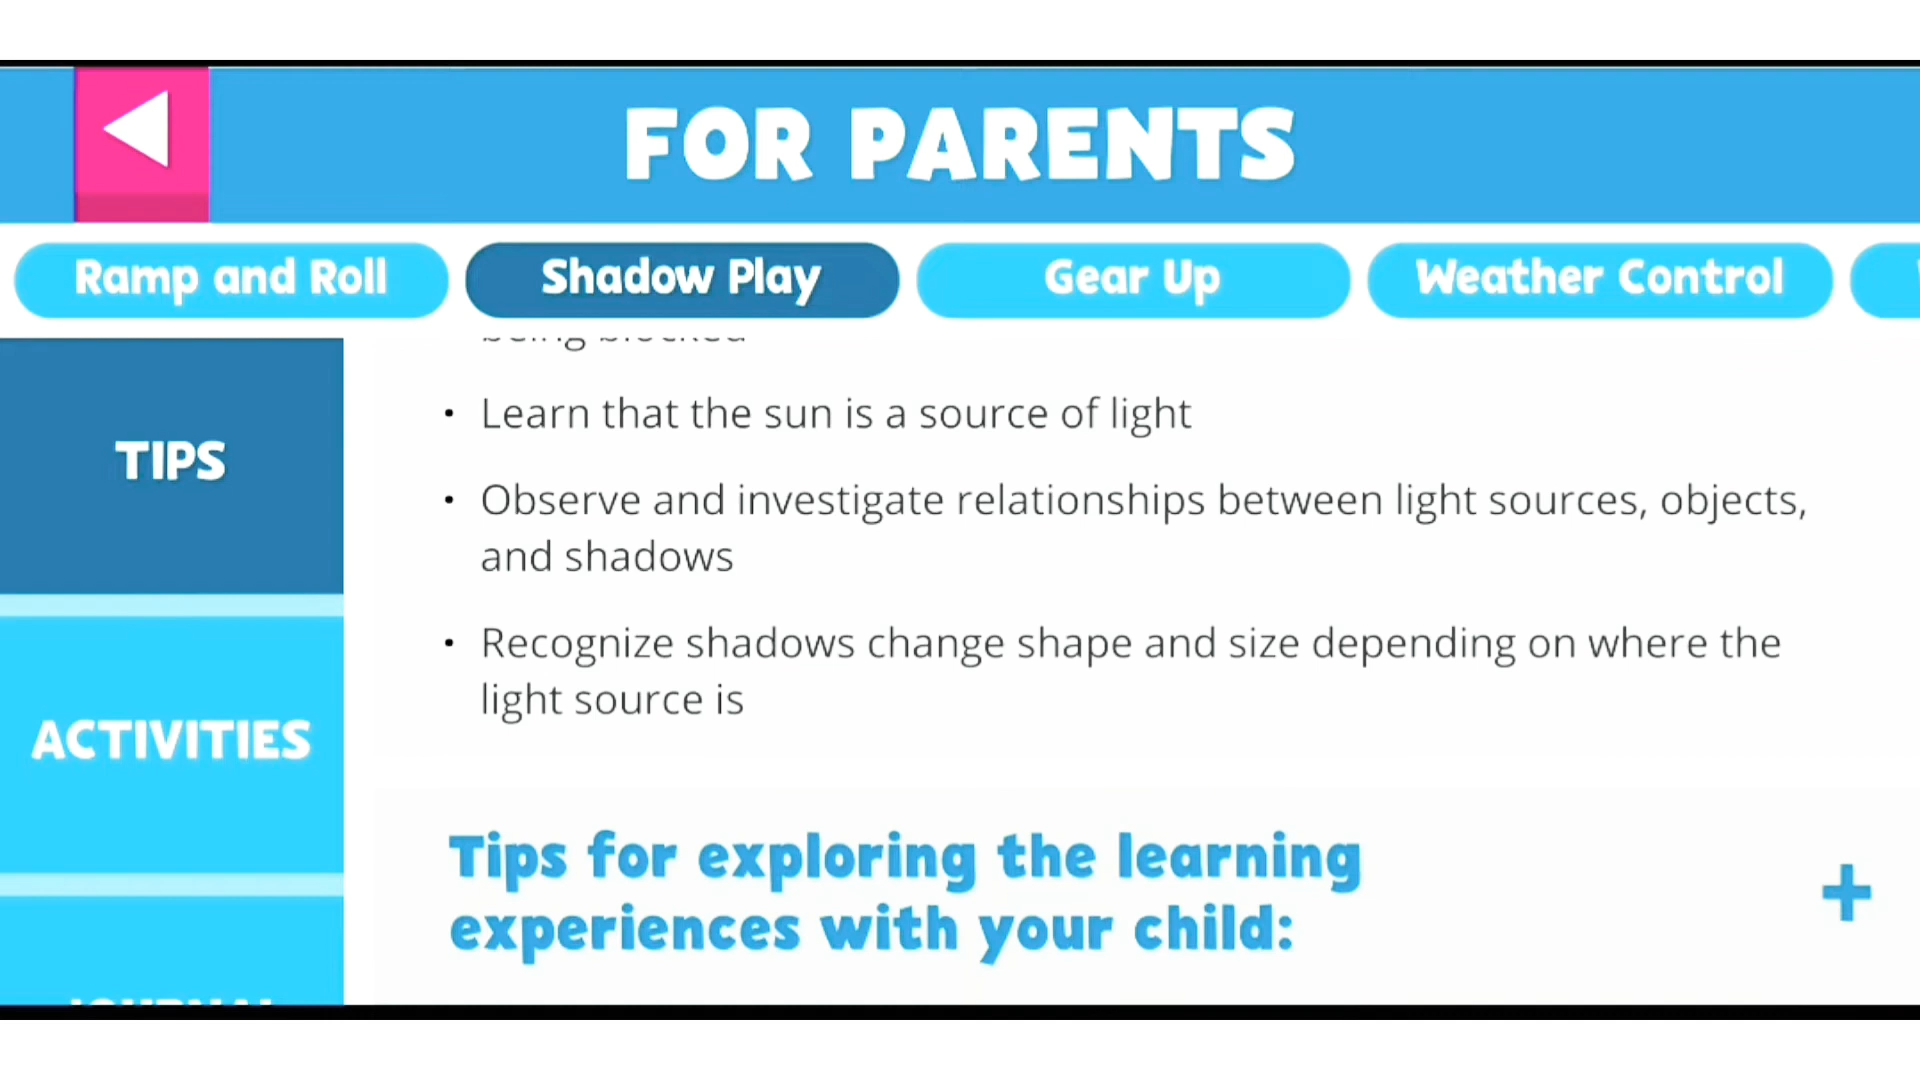 FOR PARENTS
Ramp and Roll
Shadow Play
Gear Up
Weather Control
TIPS
ACTIVITIES
being blocked
• Learn that the sun is a source of light
• Observe and investigate relationships between light sources, objects,
and shadows
• Recognize shadows change shape and size depending on where the
light source is
Tips for exploring the learning
experiences with your child:
+